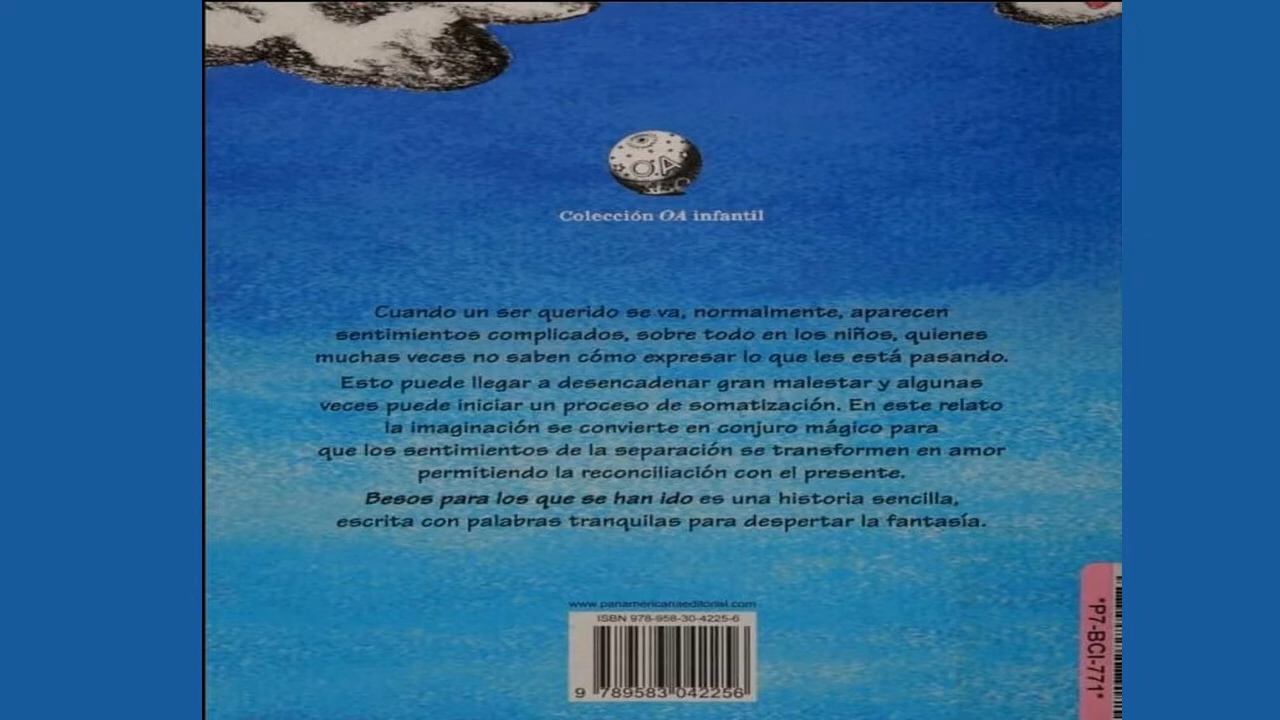 OA
Colección OA infantil
Cuando un ser querido se va, normalmente, aparecen
sentimientos complicados, sobre todo en los niños, quienes
muchas veces no saben cómo expresar lo que les está pasando.
Esto puede llegar a desencadenar gran malestar y algunas
veces puede iniciar un proceso de somatización. En este relato
la imaginación se convierte en conjuro mágico para
que los sentimientos de la separación se transformen en amor
permitiendo la reconciliación con el presente.
Besos para los que se han ido es una historia sencilla,
escrita con palabras tranquilas para despertar la fantasía.
www.panamericanaeditorial.com
ISBN 978-958-30-4225-6
9 789583 042256
*P7-BCI-771*